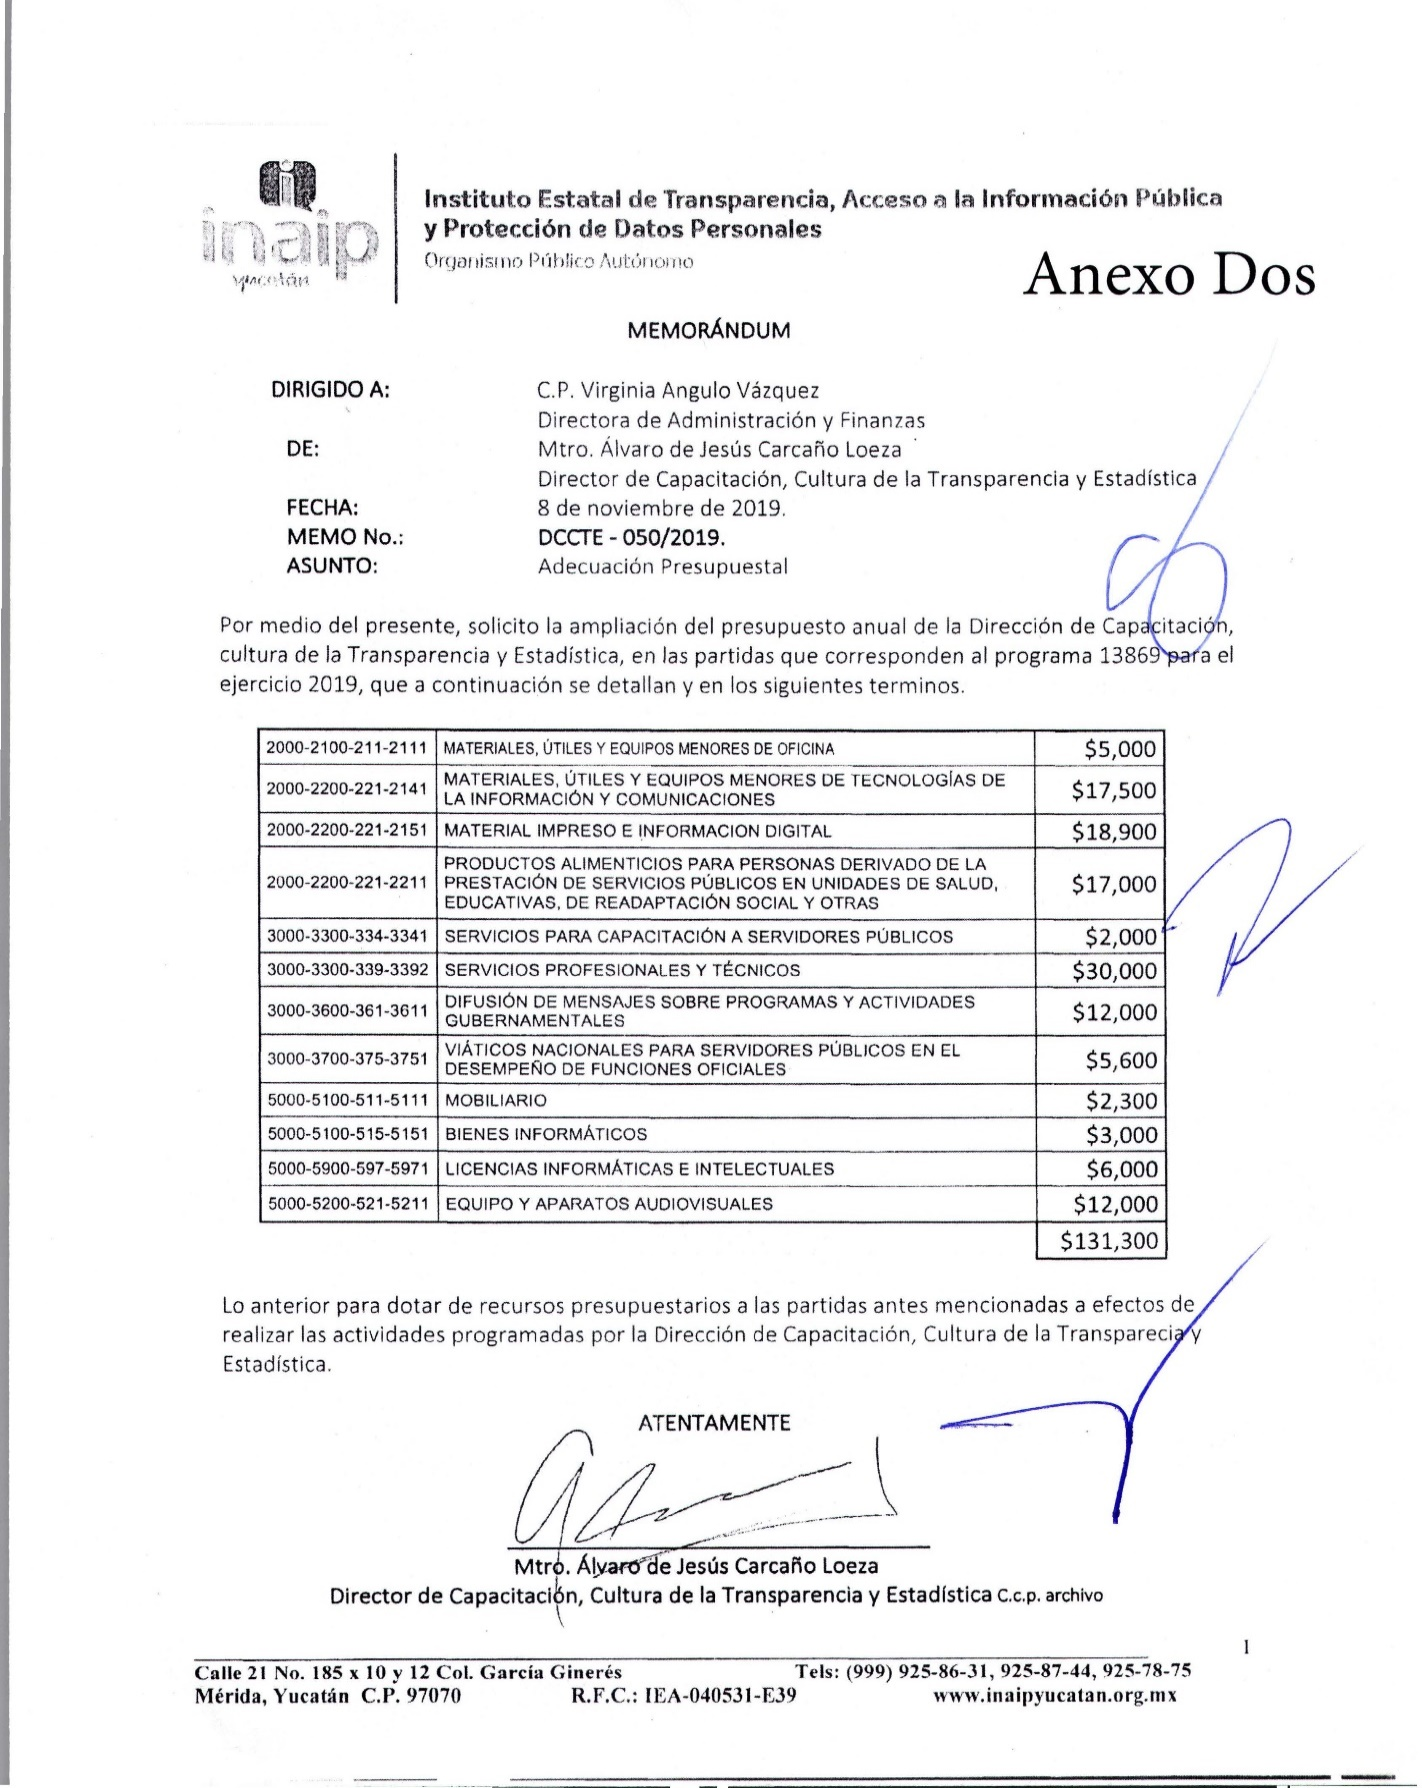 inaip
yucatán
Instituto Estatal de Transparencia, Acceso a la Información Pública
y Protección de Datos Personales
Organismo Público Autónomo
Anexo Dos
MEMORÁNDUM
DIRIGIDO A: C.P. Virginia Angulo Vázquez
Directora de Administración y Finanzas
DE: Mtro. Álvaro de Jesús Carcaño Loeza
Director de Capacitación, Cultura de la Transparencia y Estadística
FECHA: 8 de noviembre de 2019.
MEMO No.: DCCTE - 050/2019.
ASUNTO: Adecuación Presupuestal
Por medio del presente, solicito la ampliación del presupuesto anual de la Dirección de Capacitación,
cultura de la Transparencia y Estadística, en las partidas que corresponden al programa 13869 para el
ejercicio 2019, que a continuación se detallan y en los siguientes terminos.
2000-2100-211-2111 MATERIALES, ÚTILES Y EQUIPOS MENORES DE OFICINA $5,000
2000-2200-221-2141 MATERIALES, ÚTILES Y EQUIPOS MENORES DE TECNOLOGÍAS DE
LA INFORMACIÓN Y COMUNICACIONES $17,500
2000-2200-221-2151 MATERIAL IMPRESO E INFORMACION DIGITAL $18,900
2000-2200-221-2211 PRODUCTOS ALIMENTICIOS PARA PERSONAS DERIVADO DE LA
PRESTACIÓN DE SERVICIOS PÚBLICOS EN UNIDADES DE SALUD,
EDUCATIVAS, DE READAPTACIÓN SOCIAL Y OTRAS $17,000
3000-3300-334-3341 SERVICIOS PARA CAPACITACIÓN A SERVIDORES PÚBLICOS $2,000
3000-3300-339-3392 SERVICIOS PROFESIONALES Y TÉCNICOS $30,000
3000-3600-361-3611 DIFUSIÓN DE MENSAJES SOBRE PROGRAMAS Y ACTIVIDADES
GUBERNAMENTALES $12,000
3000-3700-375-3751 VIÁTICOS NACIONALES PARA SERVIDORES PÚBLICOS EN EL
DESEMPEÑO DE FUNCIONES OFICIALES $5,600
5000-5100-511-5111 MOBILIARIO $2,300
5000-5100-515-5151 BIENES INFORMÁTICOS $3,000
5000-5900-597-5971 LICENCIAS INFORMÁTICAS E INTELECTUALES $6,000
5000-5200-521-5211 EQUIPO Y APARATOS AUDIOVISUALES $12,000
$131,300
Lo anterior para dotar de recursos presupuestarios a las partidas antes mencionadas a efectos de
realizar las actividades programadas por la Dirección de Capacitación, Cultura de la Transparecia y
Estadística.
ATENTAMENTE
Mtro. Álvaro de Jesús Carcaño Loeza
Director de Capacitación, Cultura de la Transparencia y Estadística C.c.p. archivo
1
Calle 21 No. 185 x 10 y 12 Col. García Ginerés Tels: (999) 925-86-31, 925-87-44, 925-78-75
Mérida, Yucatán C.P. 97070 R.F.C.: IEA-040531-E39 www.inaipyucatan.org.mx